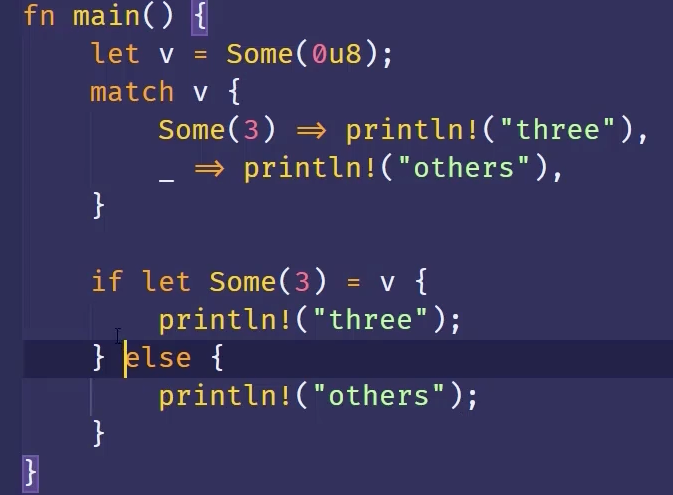 fn main() {
    let v = Some(0u8);
    match v {
        Some(3) => println!("three"),
        _ => println!("others"),
    }

    if let Some(3) = v {
        println!("three");
    } else {
        println!("others");
    }
}